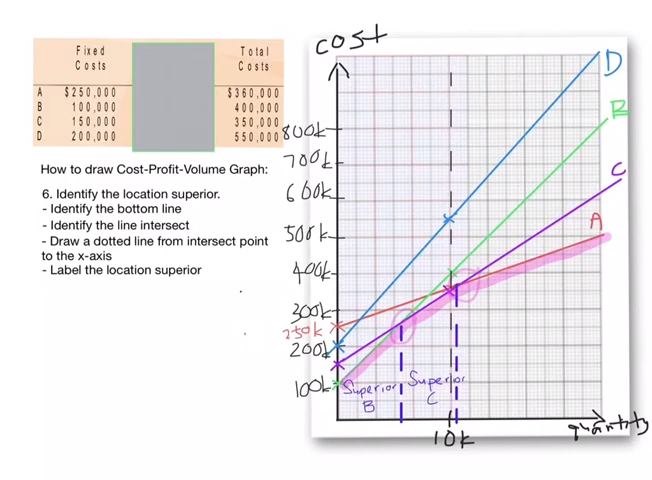 Fixed Total
Costs Costs
A $250,000 $360,000
B 100,000 400,000
C 150,000 350,000
D 200,000 550,000
How to draw Cost-Profit-Volume Graph:
6. Identify the location superior.
- Identify the bottom line
- Identify the line intersect
- Draw a dotted line from intersect point
to the x-axis
- Label the location superior
cost
D
B
800k
700k
C
600k
A
500k
400k
300k
250k
200k
100k
Superior Superior
B C
10k
quantity